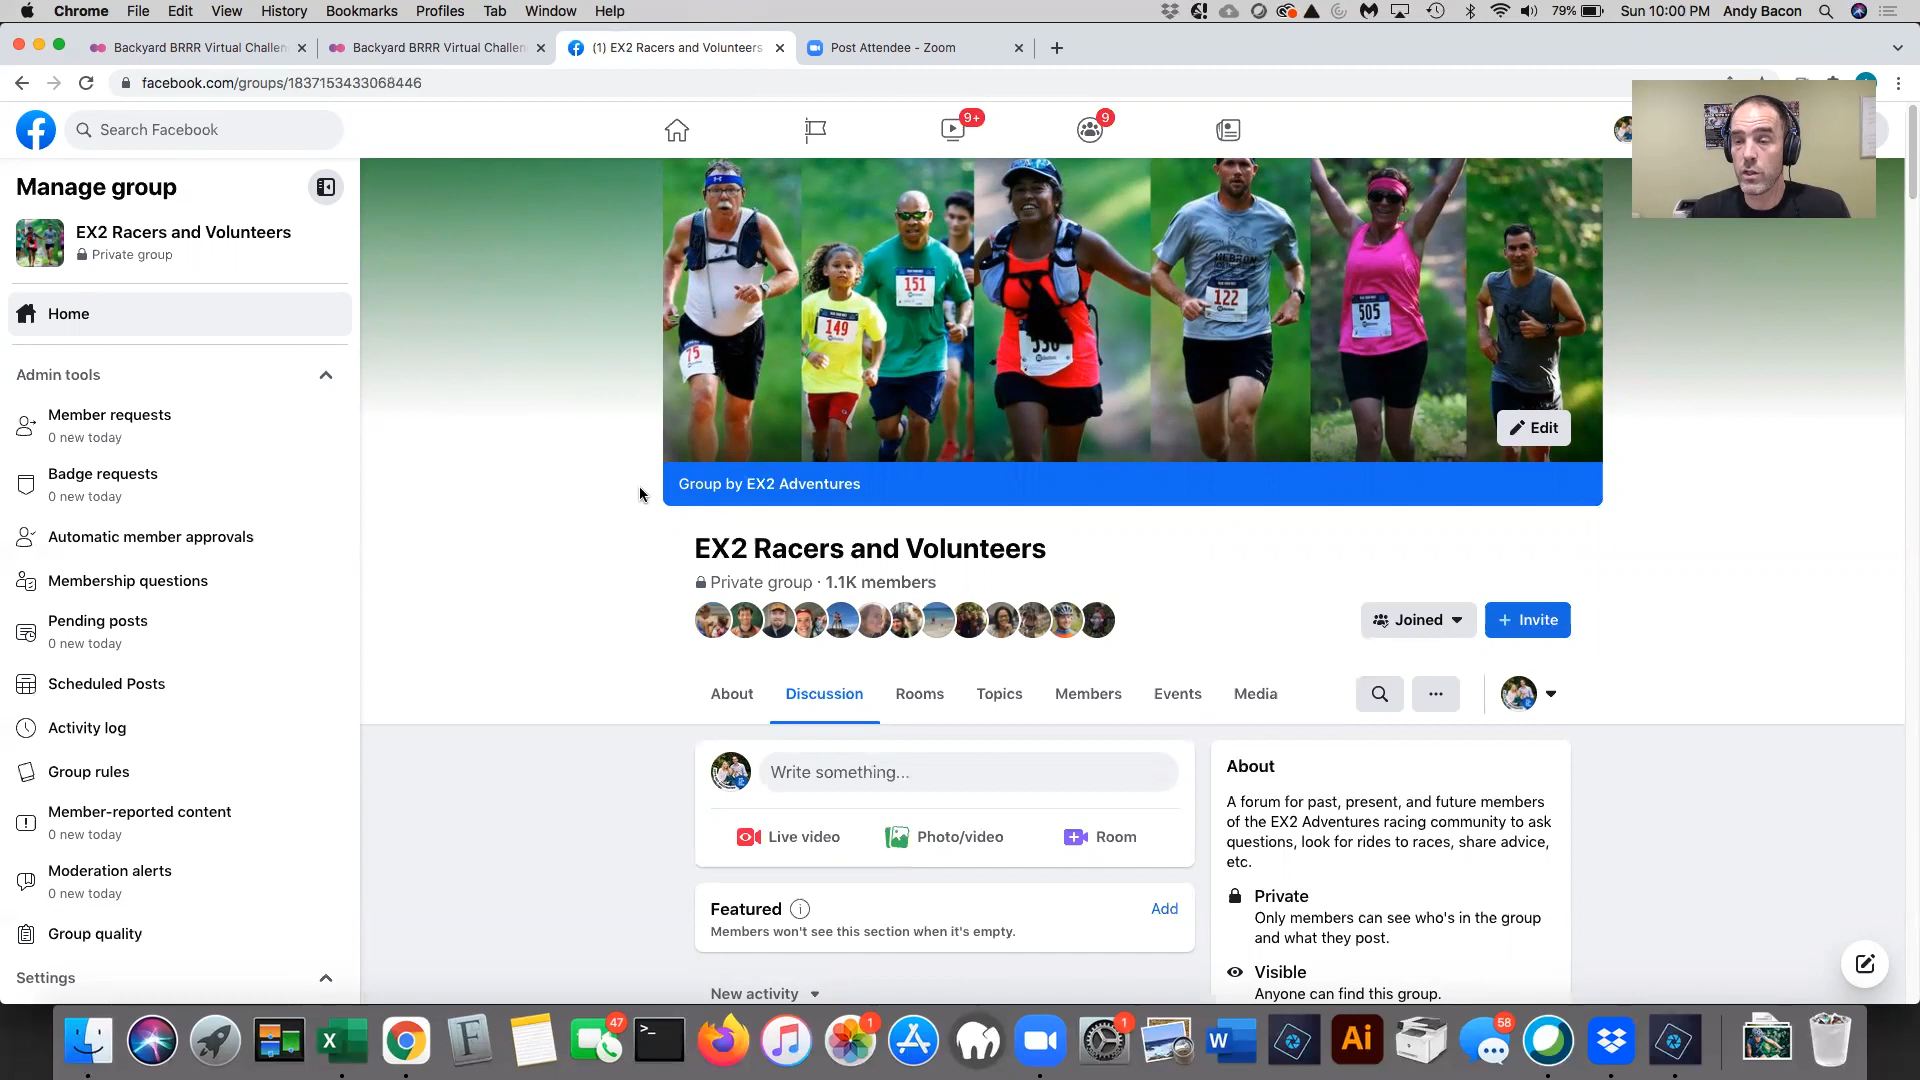 Chrome File Edit View History Bookmarks Profiles Tab Window Help 79% Sun 10:00 PM Andy Bacon
Backyard BRRR Virtual Challen
Backyard BRRR Virtual Challen
(1) EX2 Racers and Volunteers
Post Attendee - Zoom
facebook.com/groups/1837153433068446
Search Facebook
9+
9
Manage group
EX2 Racers and Volunteers
Private group
Home
Admin tools
Member requests
0 new today
Badge requests
0 new today
Automatic member approvals
Membership questions
Pending posts
0 new today
Scheduled Posts
Activity log
Group rules
Member-reported content
0 new today
Moderation alerts
0 new today
Group quality
Settings
75
149
151
122
505
Edit
Group by EX2 Adventures
EX2 Racers and Volunteers
Private group · 1.1K members
Joined
+ Invite
About
Discussion
Rooms
Topics
Members
Events
Media
Write something...
Live video
Photo/video
Room
Featured
Add
Members won't see this section when it's empty.
New activity
About
A forum for past, present, and future members
of the EX2 Adventures racing community to ask
questions, look for rides to races, share advice,
etc.
Private
Only members can see who's in the group
and what they post.
Visible
Anyone can find this group.
47
1
1
58
Ai